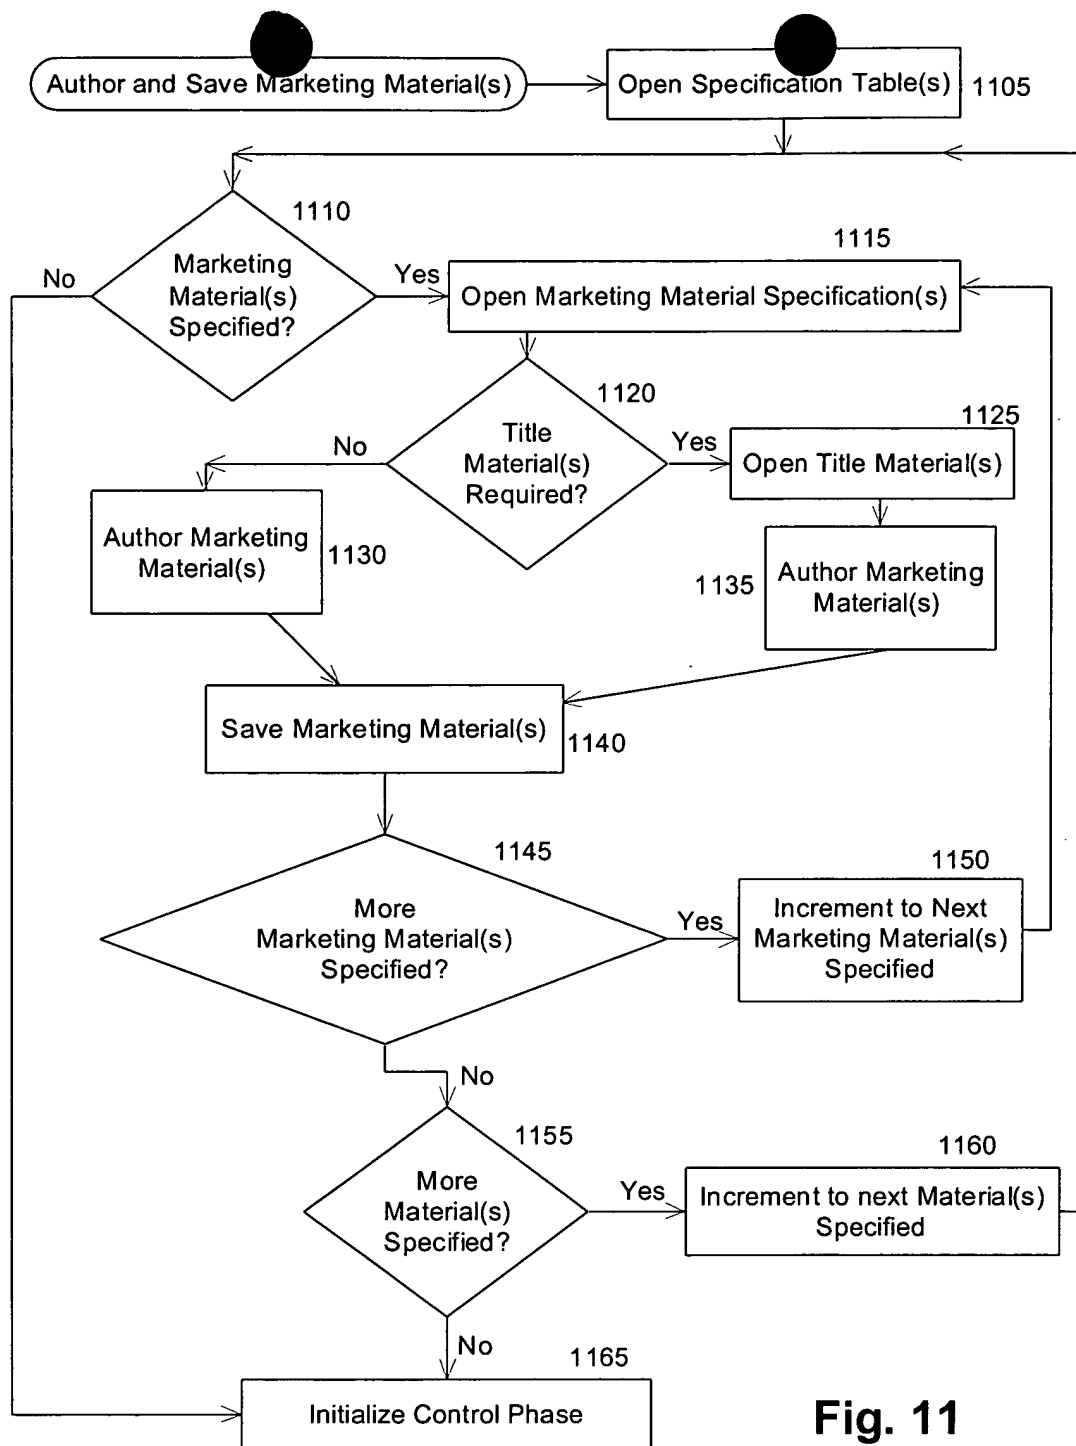 Author and Save Marketing Material(s)
Open Specification Table(s)
1105
1110
Marketing
Material(s)
Specified?
No
Yes
1115
Open Marketing Material Specification(s)
1120
Title
Material(s)
Required?
No
Yes
1125
Open Title Material(s)
Author Marketing
Material(s)
1130
1135
Author Marketing
Material(s)
Save Marketing Material(s)
1140
1145
More
Marketing Material(s)
Specified?
Yes
1150
Increment to Next
Marketing Material(s)
Specified
No
1155
More
Material(s)
Specified?
Yes
1160
Increment to next Material(s)
Specified
No
1165
Initialize Control Phase
Fig. 11